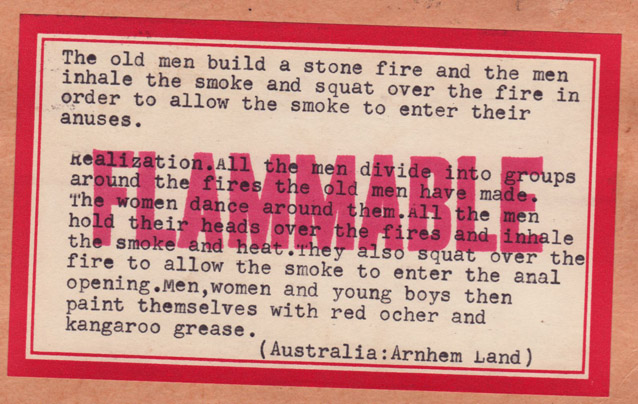 The old men build a stone fire and the men
inhale the smoke and squat over the fire in
order to allow the smoke to enter their
anuses.
Realization.All the men divide into groups
around the fires the old men have made.
The women dance around them.All the men
hold their heads over the fires and inhale
the smoke and heat.They also squat over the
fire to allow the smoke to enter the anal
opening.Men,women and young boys then
paint themselves with red ocher and
kangaroo grease.
(Australia:Arnhem Land)
FLAMMABLE